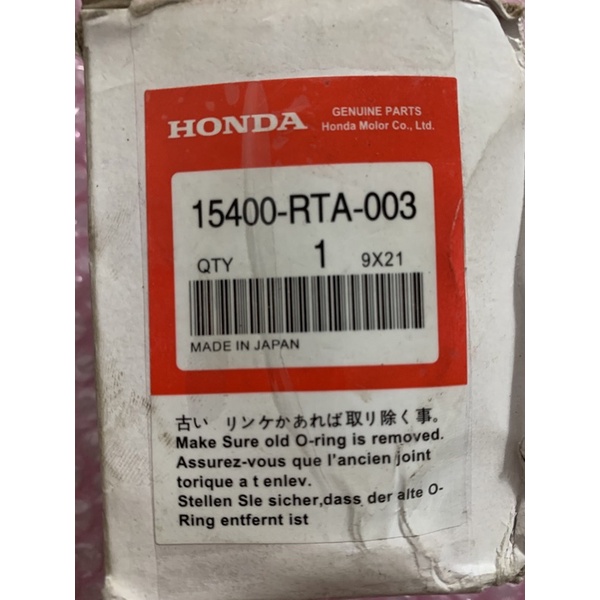 HONDA
GENUINE PARTS
Honda Molor Co., Ltd.
15400-RTA-003
QTY 1 9X21
MADE IN JAPAN
古い リンケかあれば取り除く事。
Make Sure old O-ring is removed.
Assurez-vous que l'ancien joint
torique a t enlev.
Stellen Sle sicher,dass der alte O-
Ring entfernt ist